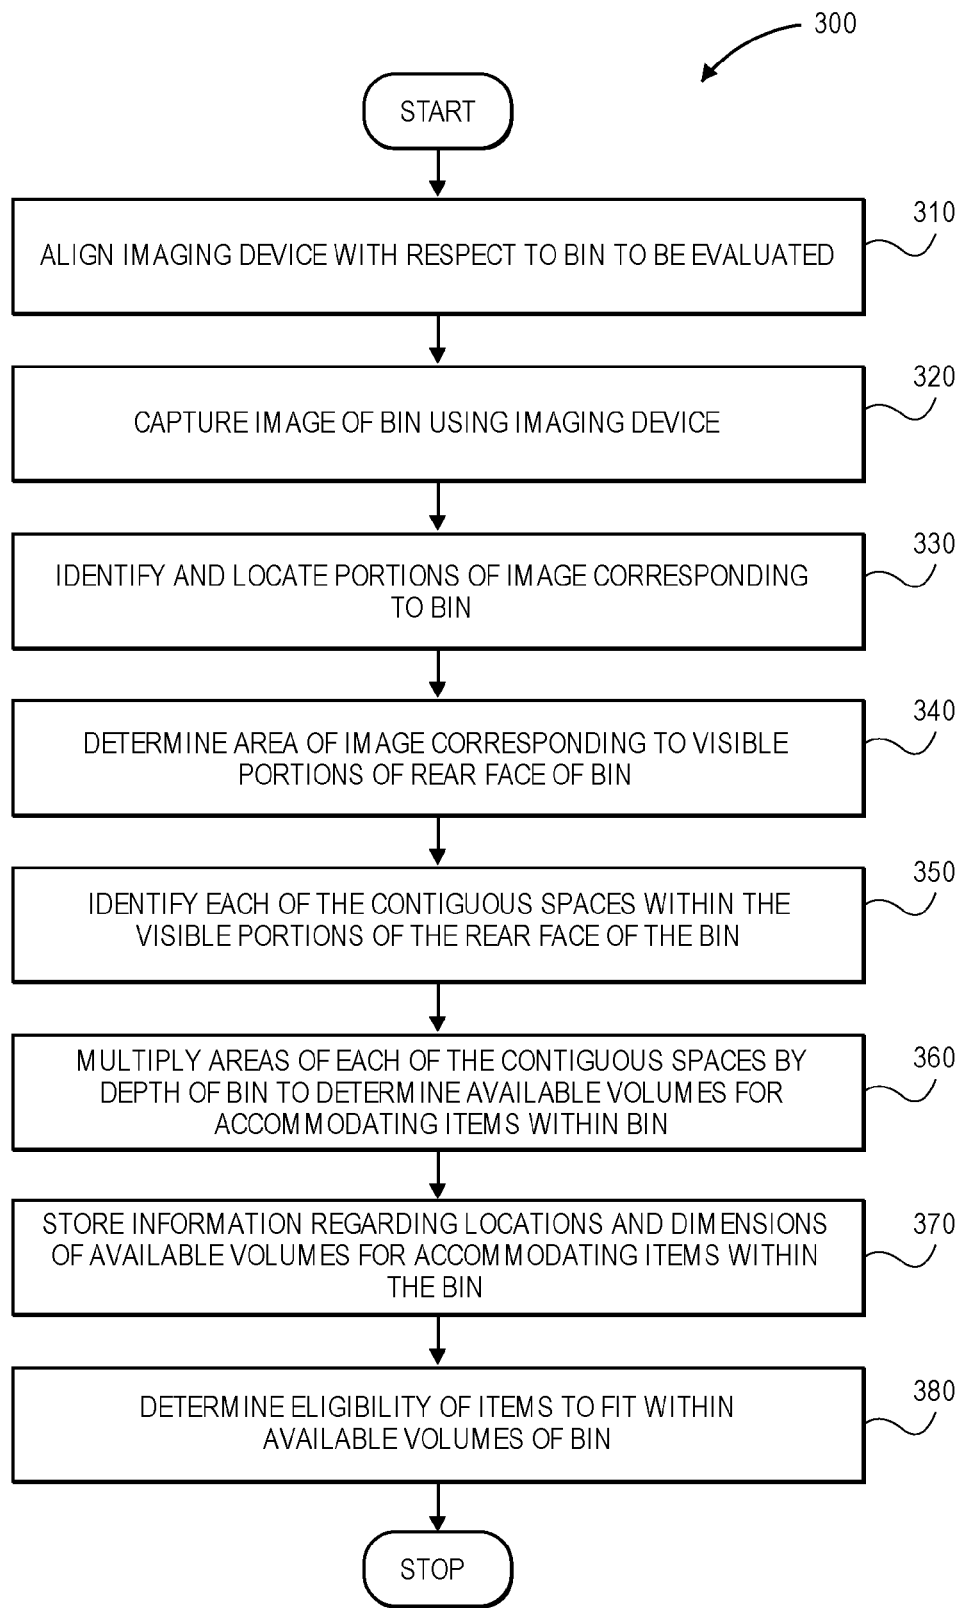 300
START
310
ALIGN IMAGING DEVICE WITH RESPECT TO BIN TO BE EVALUATED
320
CAPTURE IMAGE OF BIN USING IMAGING DEVICE
330
IDENTIFY AND LOCATE PORTIONS OF IMAGE CORRESPONDING
TO BIN
340
DETERMINE AREA OF IMAGE CORRESPONDING TO VISIBLE
PORTIONS OF REAR FACE OF BIN
350
IDENTIFY EACH OF THE CONTIGUOUS SPACES WITHIN THE
VISIBLE PORTIONS OF THE REAR FACE OF THE BIN
360
MULTIPLY AREAS OF EACH OF THE CONTIGUOUS SPACES BY
DEPTH OF BIN TO DETERMINE AVAILABLE VOLUMES FOR
ACCOMMODATING ITEMS WITHIN BIN
370
STORE INFORMATION REGARDING LOCATIONS AND DIMENSIONS
OF AVAILABLE VOLUMES FOR ACCOMMODATING ITEMS WITHIN
THE BIN
380
DETERMINE ELIGIBILITY OF ITEMS TO FIT WITHIN
AVAILABLE VOLUMES OF BIN
STOP